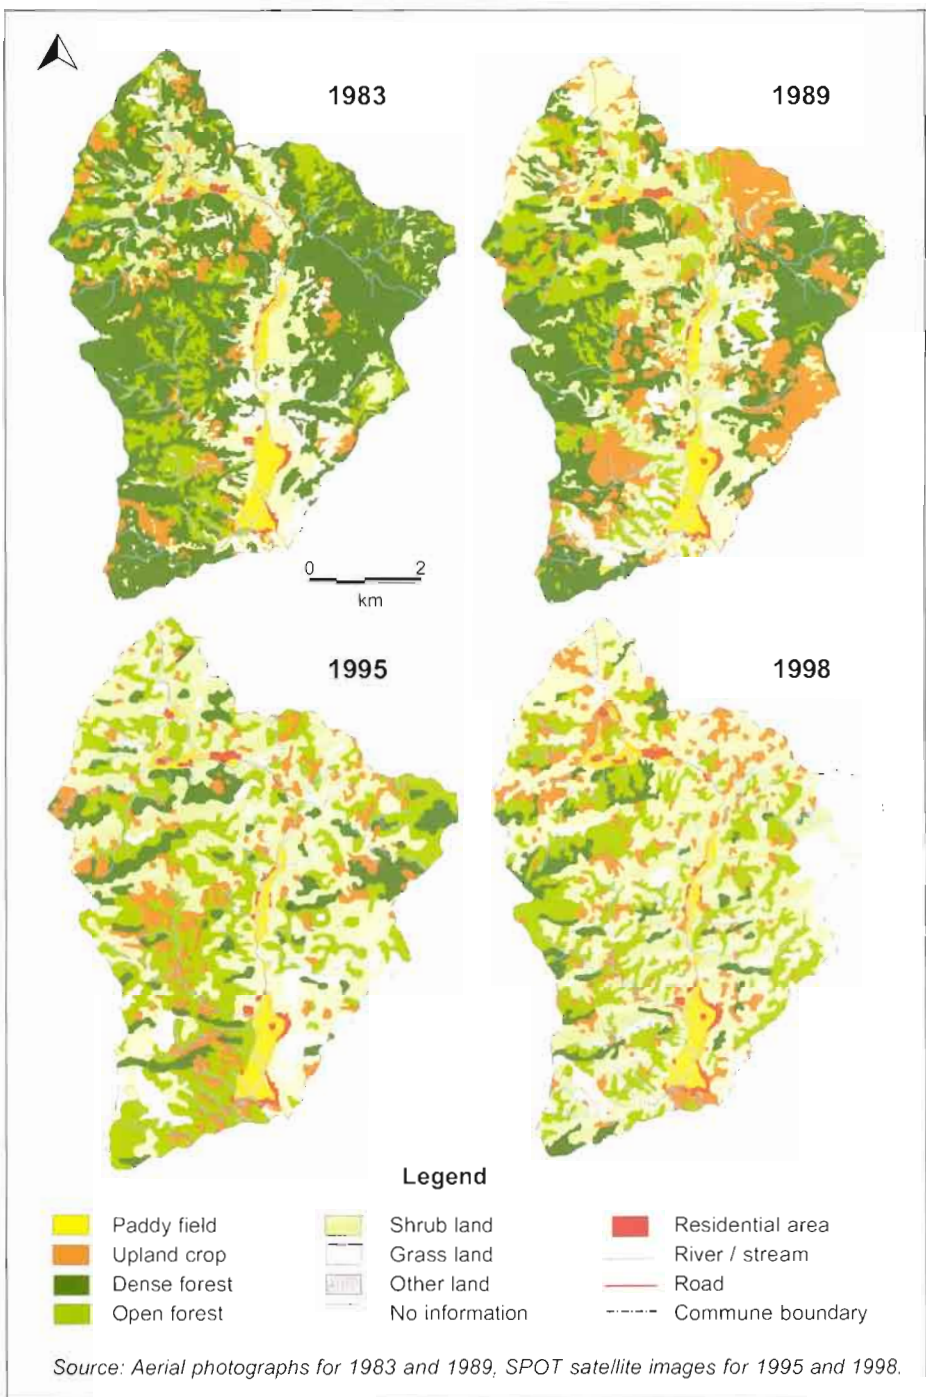 1983
1989
0 2
km
1995
1998
Legend
Paddy field
Upland crop
Dense forest
Open forest
Shrub land
Grass land
Other land
No information
Residential area
River / stream
Road
Commune boundary
Source: Aerial photographs for 1983 and 1989, SPOT satellite images for 1995 and 1998.